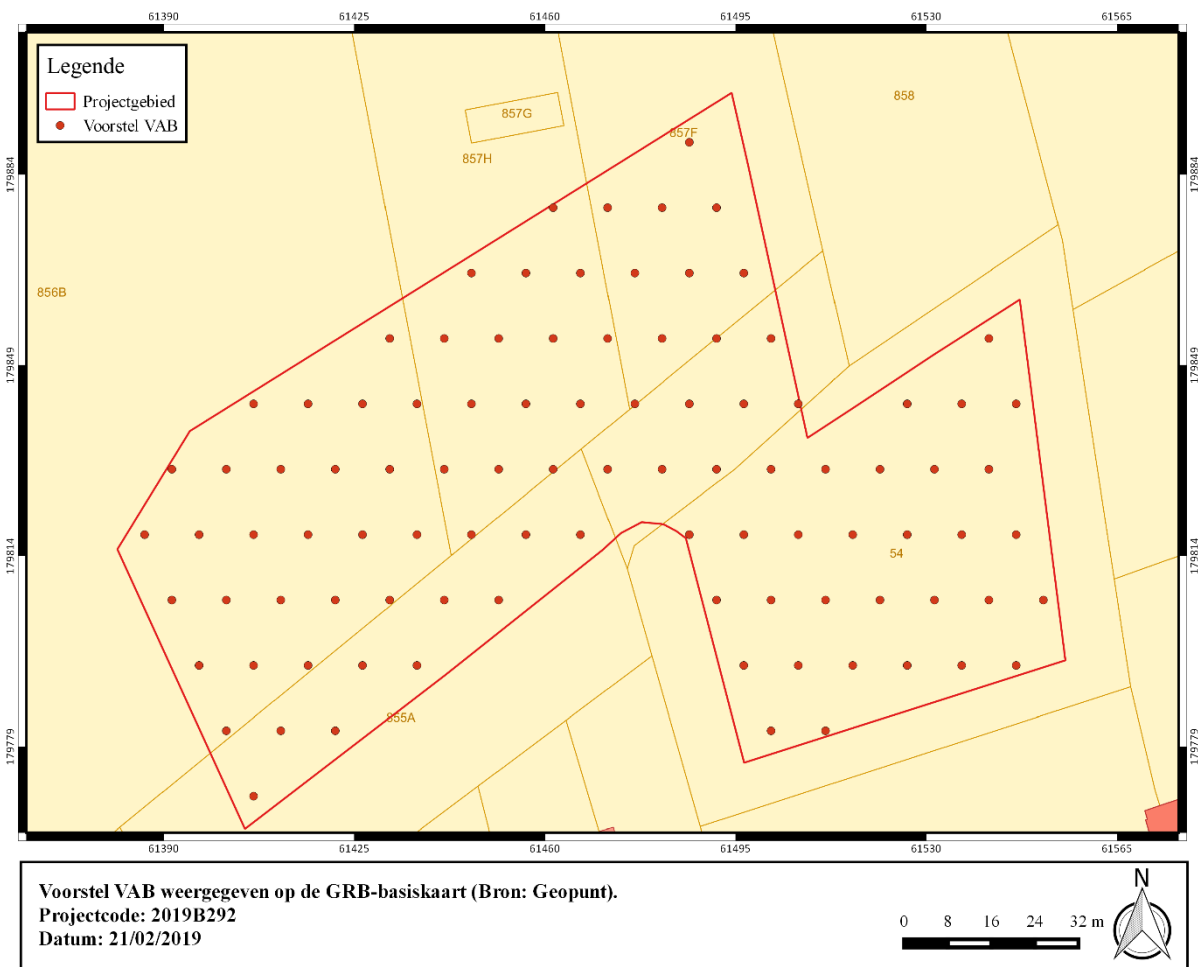 61390 61425 60460 61495 61530 61565
Legende
Projectgebied
Voorstel VAB
858
857G
857F
857H
179884 179884
856B
179849 179849
179814 179814
54
855A
179779 179779
61390 61425 61460 61495 61530 61565
Voorstel VAB weergegeven op de GRB-basiskaart (Bron: Geopunt).
Projectcode: 2019B292
Datum: 21/02/2019
0 8 16 24 32 m
N